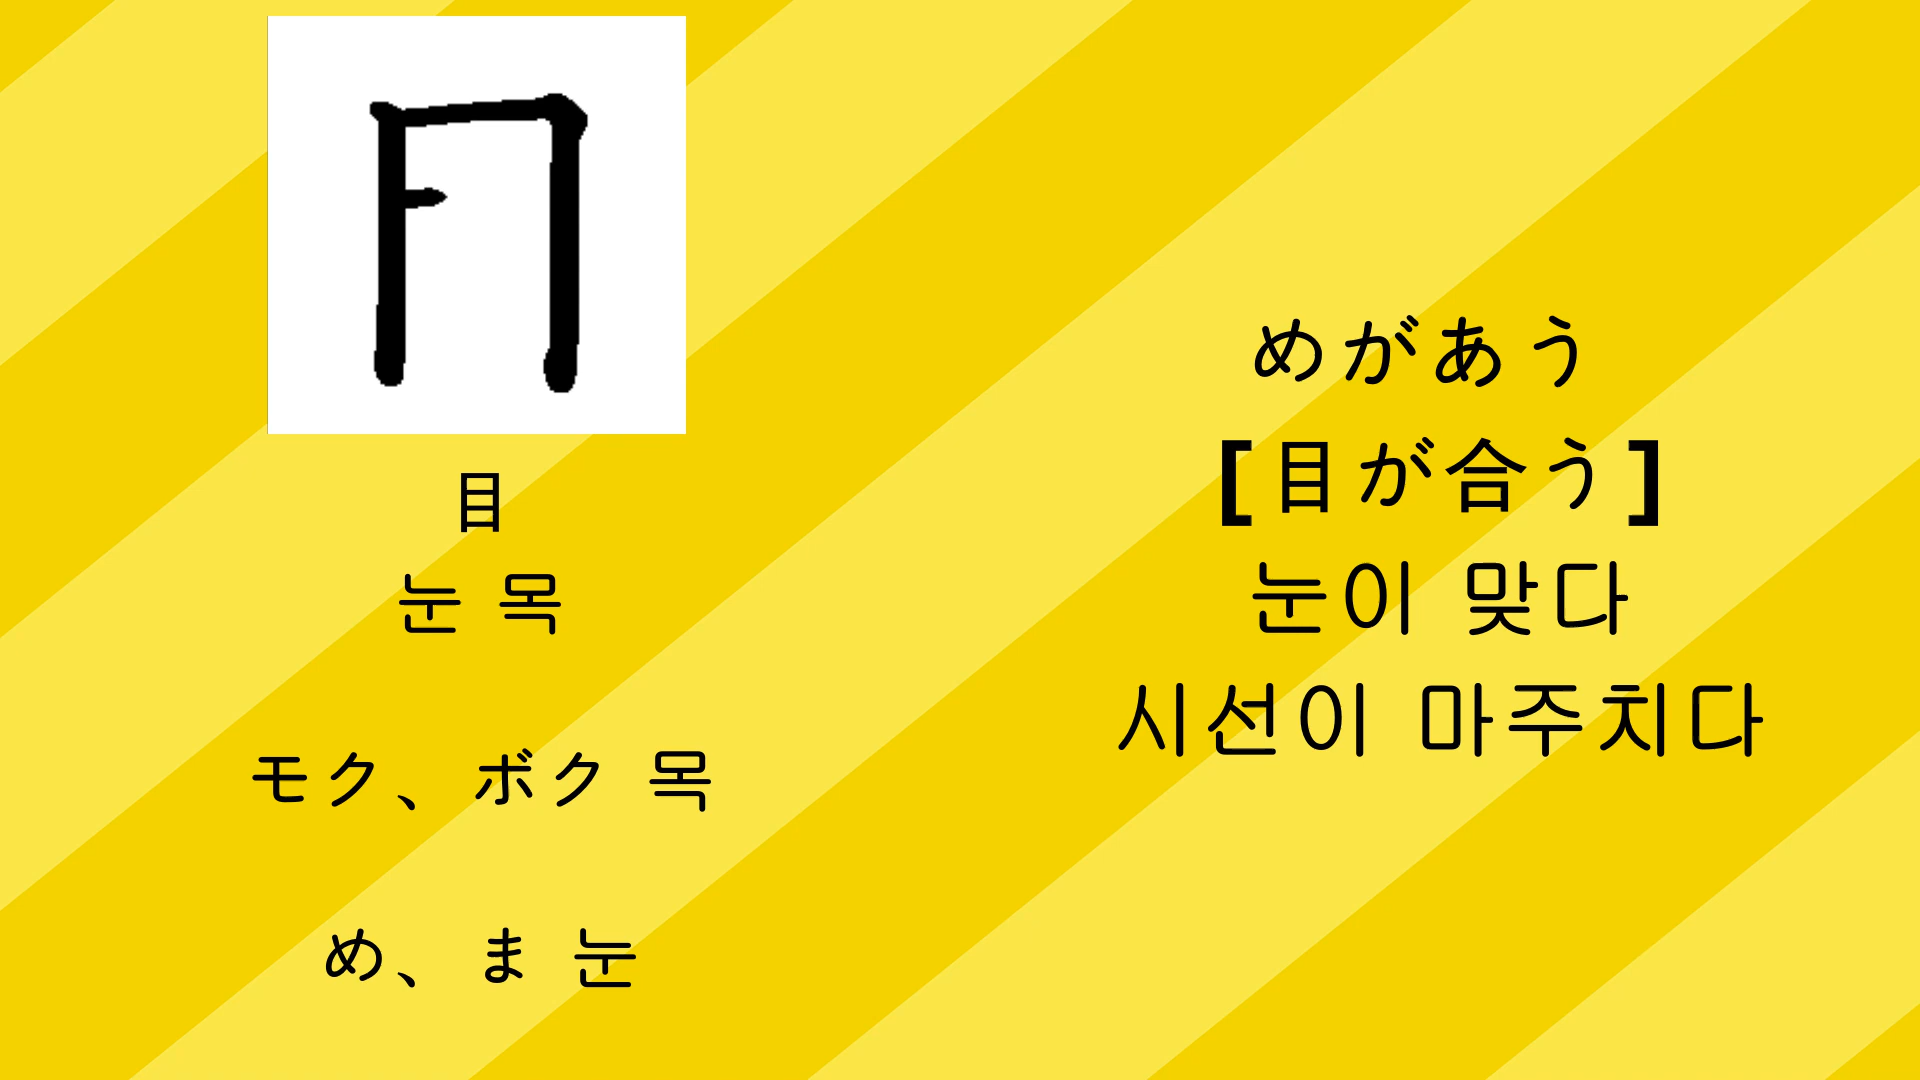 目
눈 목
モク、ボク 목
め、ま 눈
めがあう
[目が合う]
눈이 맞다
시선이 마주치다